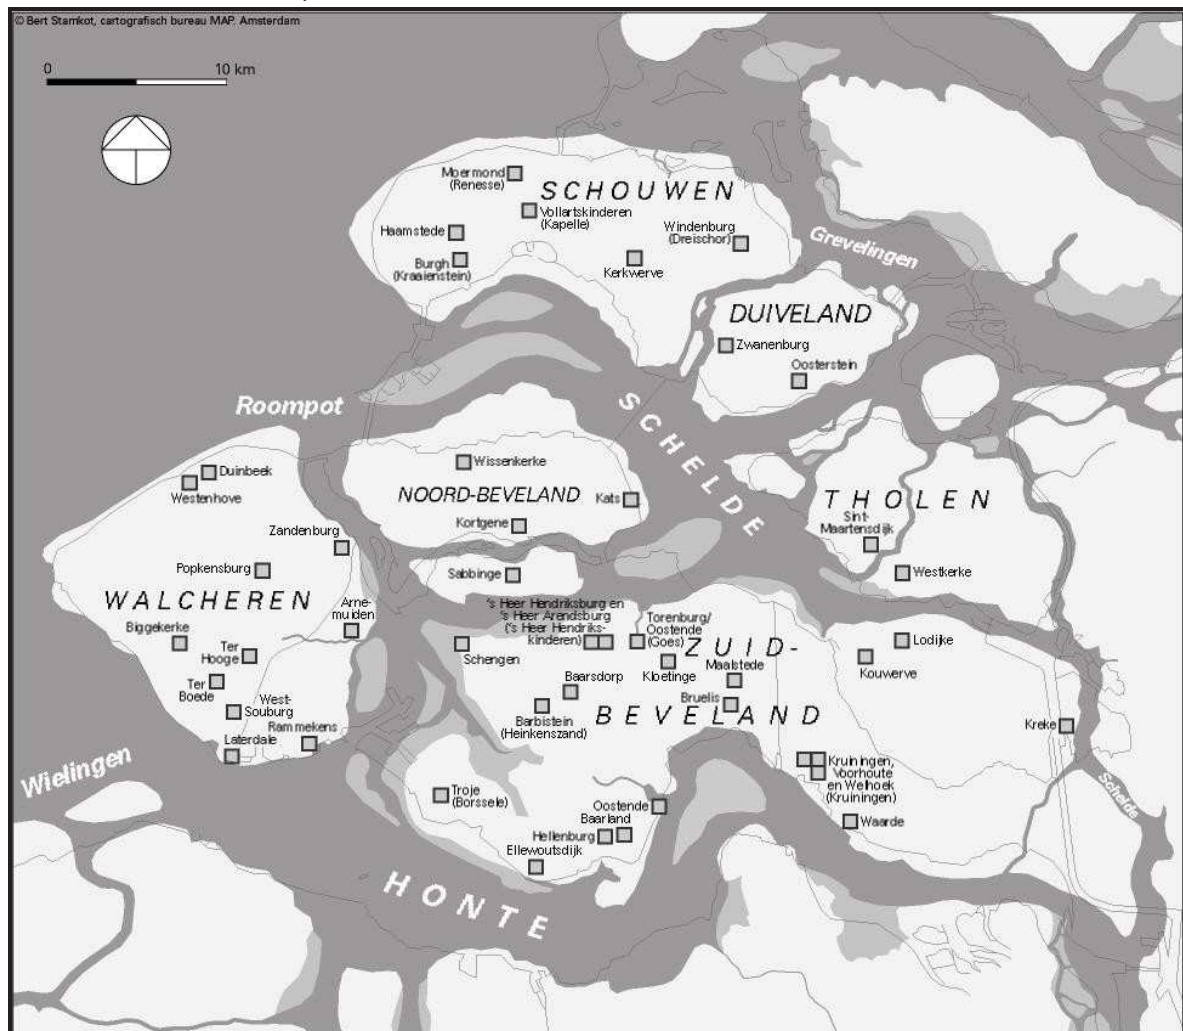 © Bert Stamkot, cartografisch bureau MAP. Amsterdam
0 10 km
Moermond
(Renesse)
SCHOUWEN
Vollartskinderen
(Kapelle)
Haamstede
Windenburg
(Dreischor)
Burgh
(Kraaienstein)
Kerkwerve
Grevelingen
DUIVELAND
Zwanenburg
Oosterstein
Roompot
SCHELDE
Duinbeek
Westenhove
Wissenkerke
NOORD-BEVELAND
Kats
Kortgene
THOLEN
Sint-
Maartensdijk
Westkerke
Zandenburg
Popkensburg
WALCHEREN
Arne-
muiden
Biggekerke
Ter
Hooge
Ter
Boede
West-
Souburg
Rammekens
Laterdale
Sabbinge
's Heer Hendriksburg en
's Heer Arendsburg
('s Heer Hendriks-
kinderen)
Torenburg/
Oostende
(Goes)
Schengen
Kloetinge
ZUID-
BEVELAND
Maalstede
Bruelis
Baarsdorp
Barbistein
(Heinkenszand)
Lodijke
Kouwerve
Kreke
Kruiningen,
Voorhoute
en Welhoek
(Kruiningen)
Waarde
Schelde
Wielingen
Troje
(Borssele)
Oostende
Baarland
Hellenburg
Ellewoutsdijk
HONTE